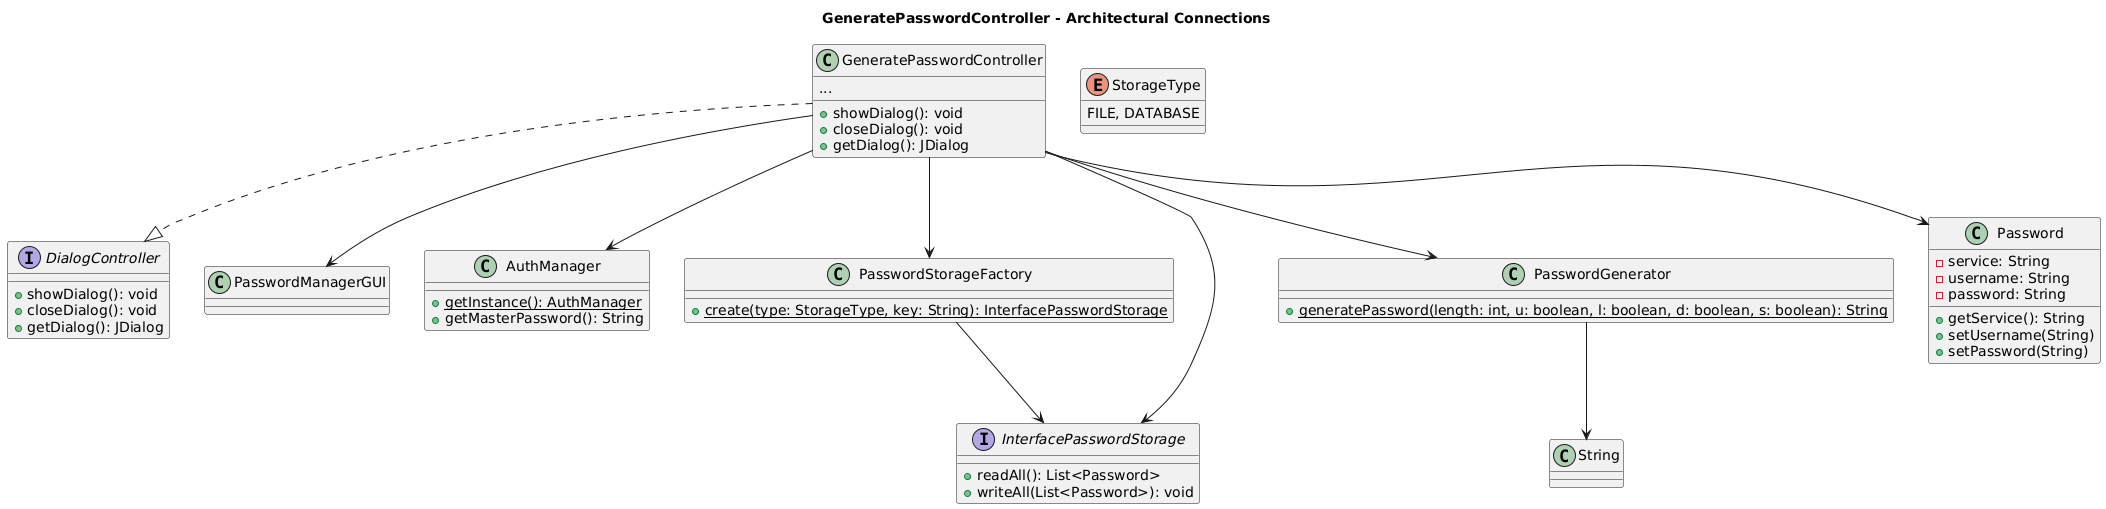 GeneratePasswordController - Architectural Connections
C GeneratePasswordController
...
showDialog(): void
closeDialog(): void
getDialog(): JDialog
E StorageType
FILE, DATABASE
I DialogController
showDialog(): void
closeDialog(): void
getDialog(): JDialog
C PasswordManagerGUI
C AuthManager
getInstance(): AuthManager
getMasterPassword(): String
C PasswordStorageFactory
create(type: StorageType, key: String): InterfacePasswordStorage
C PasswordGenerator
generatePassword(length: int, u: boolean, l: boolean, d: boolean, s: boolean): String
C Password
service: String
username: String
password: String
getService(): String
setUsername(String)
setPassword(String)
I InterfacePasswordStorage
readAll(): List<Password>
writeAll(List<Password>): void
C String